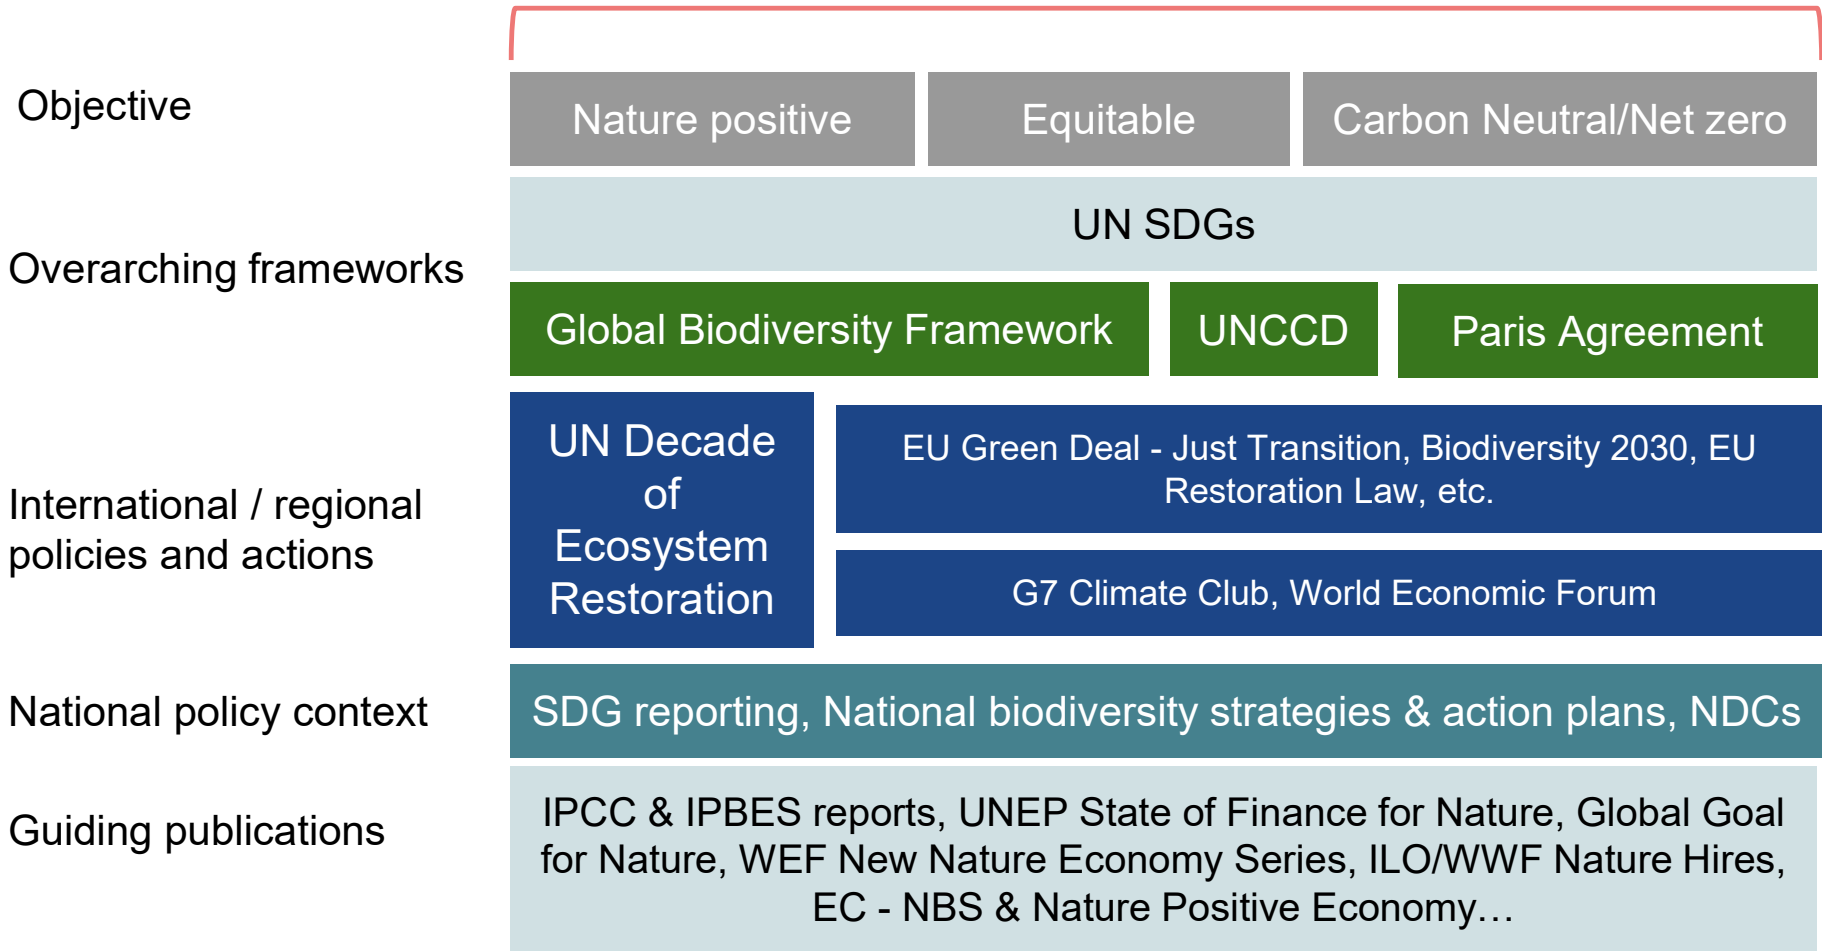 Objective
Nature positive
Equitable
Carbon Neutral/Net zero
Overarching frameworks
UN SDGs
Global Biodiversity Framework
UNCCD
Paris Agreement
International / regional
policies and actions
UN Decade
of
Ecosystem
Restoration
EU Green Deal - Just Transition, Biodiversity 2030, EU
Restoration Law, etc.
G7 Climate Club, World Economic Forum
National policy context
SDG reporting, National biodiversity strategies & action plans, NDCs
Guiding publications
IPCC & IPBES reports, UNEP State of Finance for Nature, Global Goal
for Nature, WEF New Nature Economy Series, ILO/WWF Nature Hires,
EC - NBS & Nature Positive Economy…